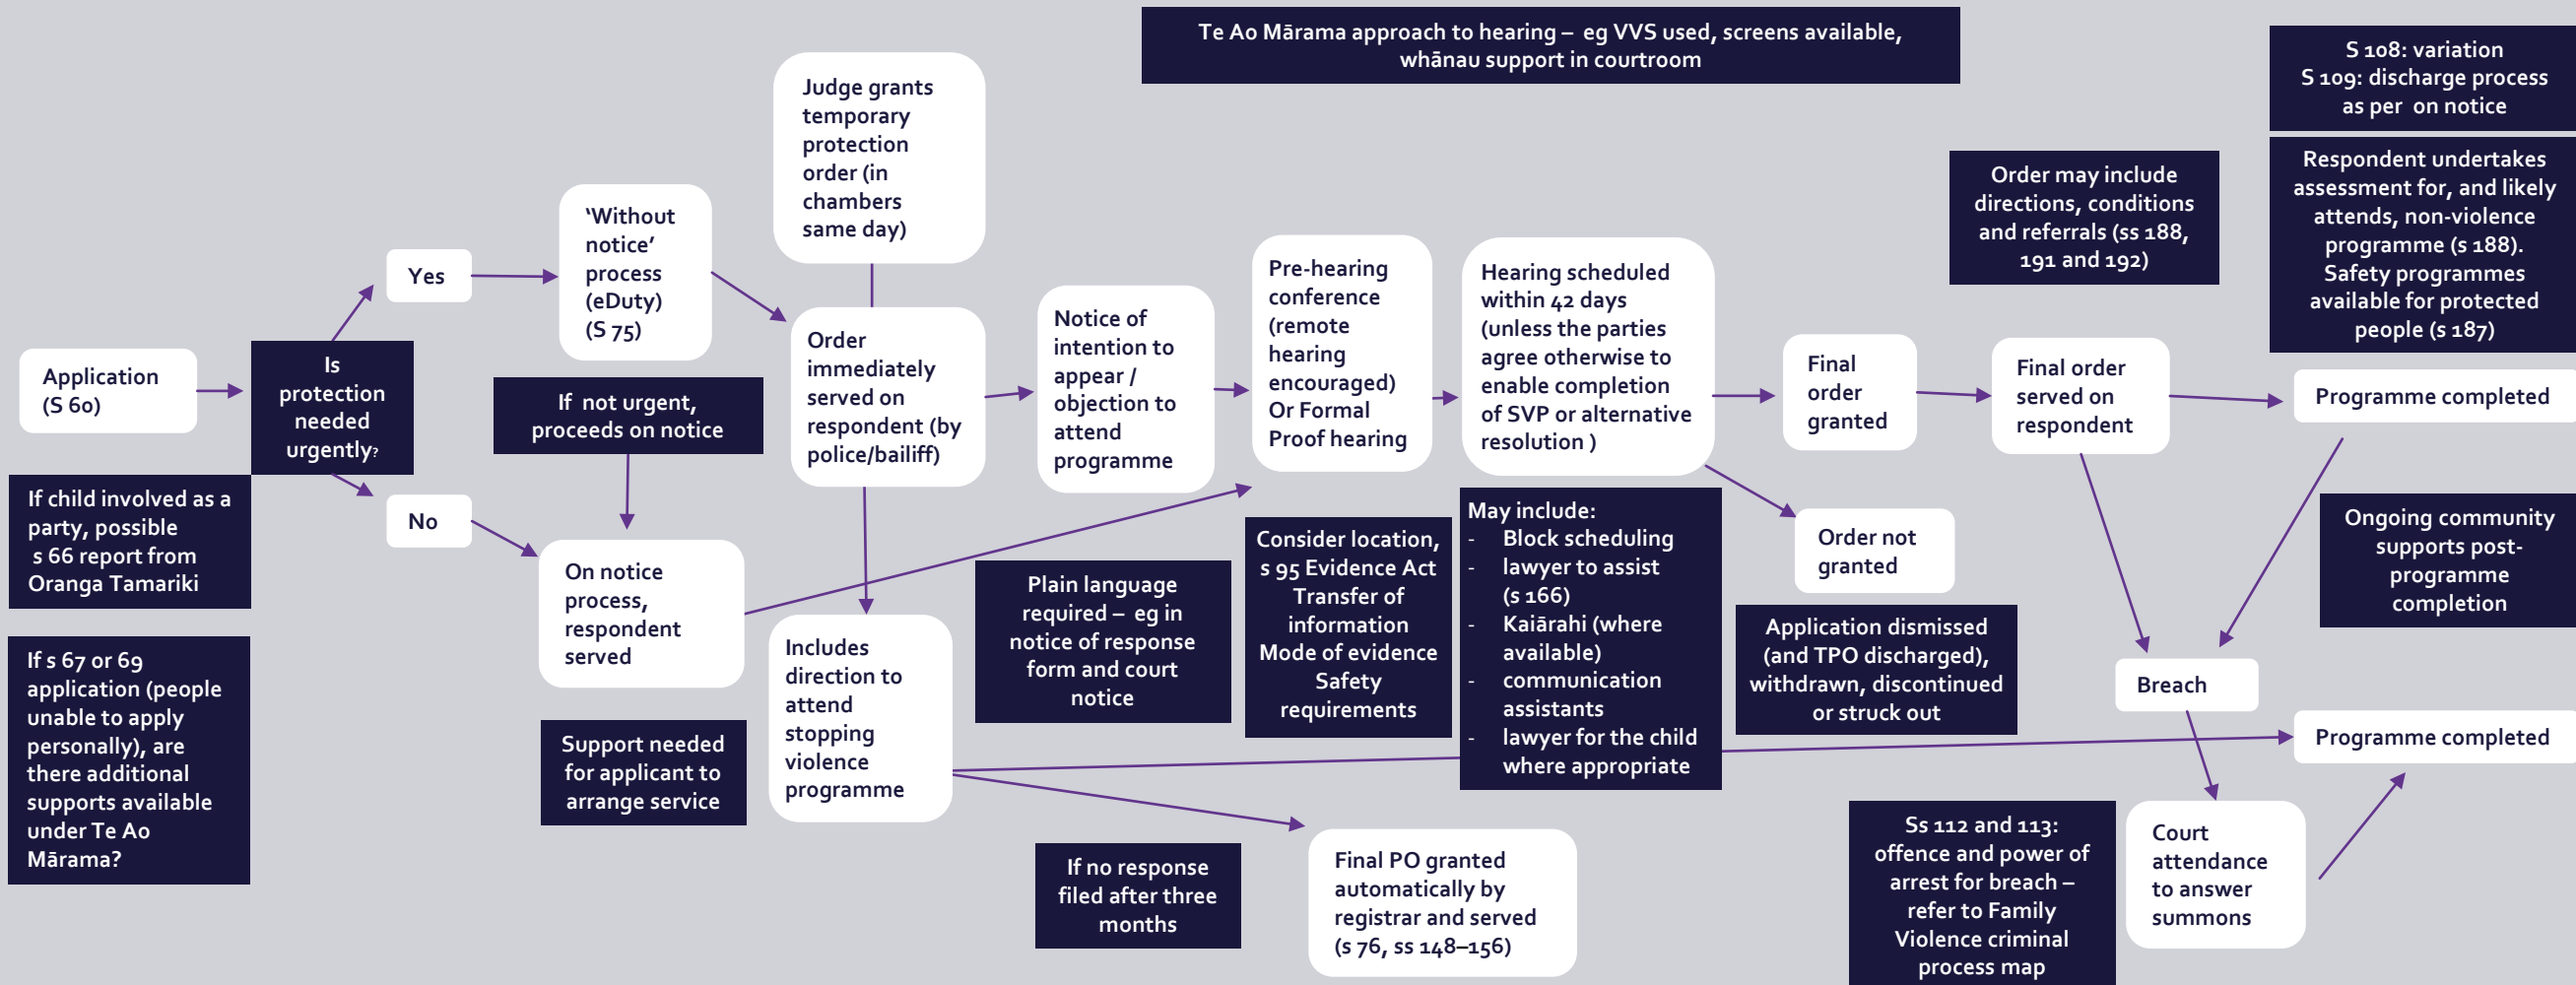 Te Ao Mārama approach to hearing – eg VVS used, screens available,
whānau support in courtroom
S 108: variation
S 109: discharge process
as per on notice
Judge grants
temporary
protection
order (in
chambers
same day)
Respondent undertakes
assessment for, and likely
attends, non-violence
programme (s 188).
Safety programmes
available for protected
people (s 187)
Order may include
directions, conditions
and referrals (ss 188,
191 and 192)
‘Without
notice’
process
(eDuty)
(S 75)
Yes
Pre-hearing
conference
(remote
hearing
encouraged)
Or Formal
Proof hearing
Hearing scheduled
within 42 days
(unless the parties
agree otherwise to
enable completion
of SVP or alternative
resolution )
Notice of
intention to
appear /
objection to
attend
programme
Order
immediately
served on
respondent (by
police/bailiff)
Application
(S 60)
Is
protection
needed
urgently?
If not urgent,
proceeds on notice
Final
order
granted
Final order
served on
respondent
Programme completed
If child involved as a
party, possible
s 66 report from
Oranga Tamariki
No
On notice
process,
respondent
served
Plain language
required – eg in
notice of response
form and court
notice
Consider location,
s 95 Evidence Act
Transfer of
information
Mode of evidence
Safety
requirements
May include:
- Block scheduling
- lawyer to assist
(s 166)
- Kaiārahi (where
available)
- communication
assistants
- lawyer for the child
where appropriate
Order not
granted
Application dismissed
(and TPO discharged),
withdrawn, discontinued
or struck out
Ongoing community
supports post-
programme
completion
If s 67 or 69
application (people
unable to apply
personally), are
there additional
supports available
under Te Ao
Mārama?
Support needed
for applicant to
arrange service
Includes
direction to
attend
stopping
violence
programme
Breach
Programme completed
If no response
filed after three
months
Final PO granted
automatically by
registrar and served
(s 76, ss 148–156)
Ss 112 and 113:
offence and power of
arrest for breach –
refer to Family
Violence criminal
process map
Court
attendance
to answer
summons